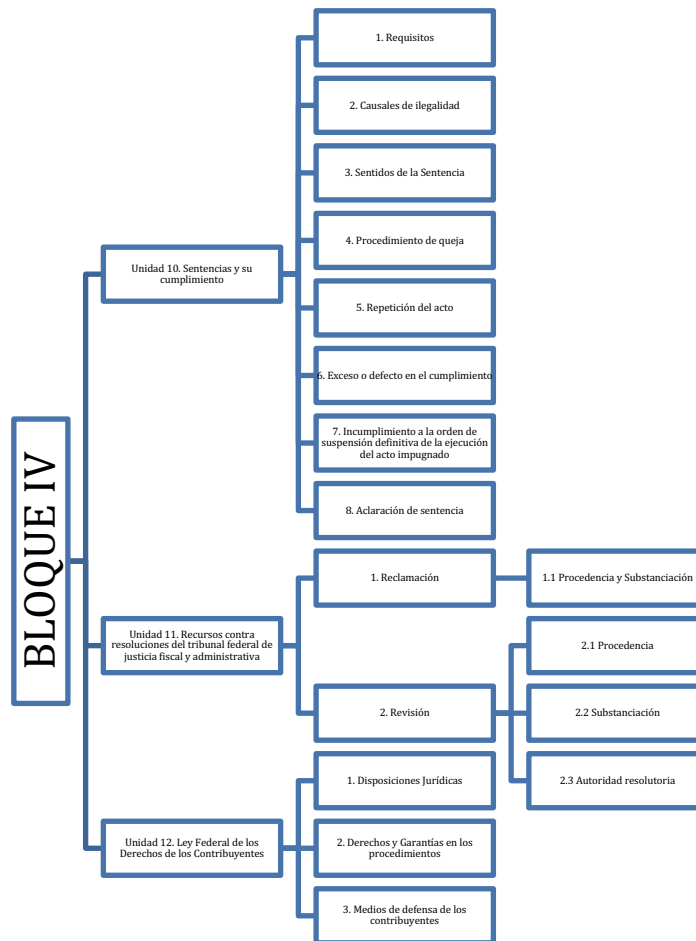 BLOQUE IV
Unidad 10. Sentencias y su
cumplimiento
1. Requisitos
2. Causales de ilegalidad
3. Sentidos de la Sentencia
4. Procedimiento de queja
5. Repetición del acto
6. Exceso o defecto en el cumplimiento
7. Incumplimiento a la orden de
suspensión definitiva de la ejecución
del acto impugnado
8. Aclaración de sentencia
Unidad 11. Recursos contra
resoluciones del tribunal federal de
justicia fiscal y administrativa
1. Reclamación
1.1 Procedencia y Substanciación
2. Revisión
2.1 Procedencia
2.2 Substanciación
2.3 Autoridad resolutoria
Unidad 12. Ley Federal de los
Derechos de los Contribuyentes
1. Disposiciones Jurídicas
2. Derechos y Garantías en los
procedimientos
3. Medios de defensa de los
contribuyentes